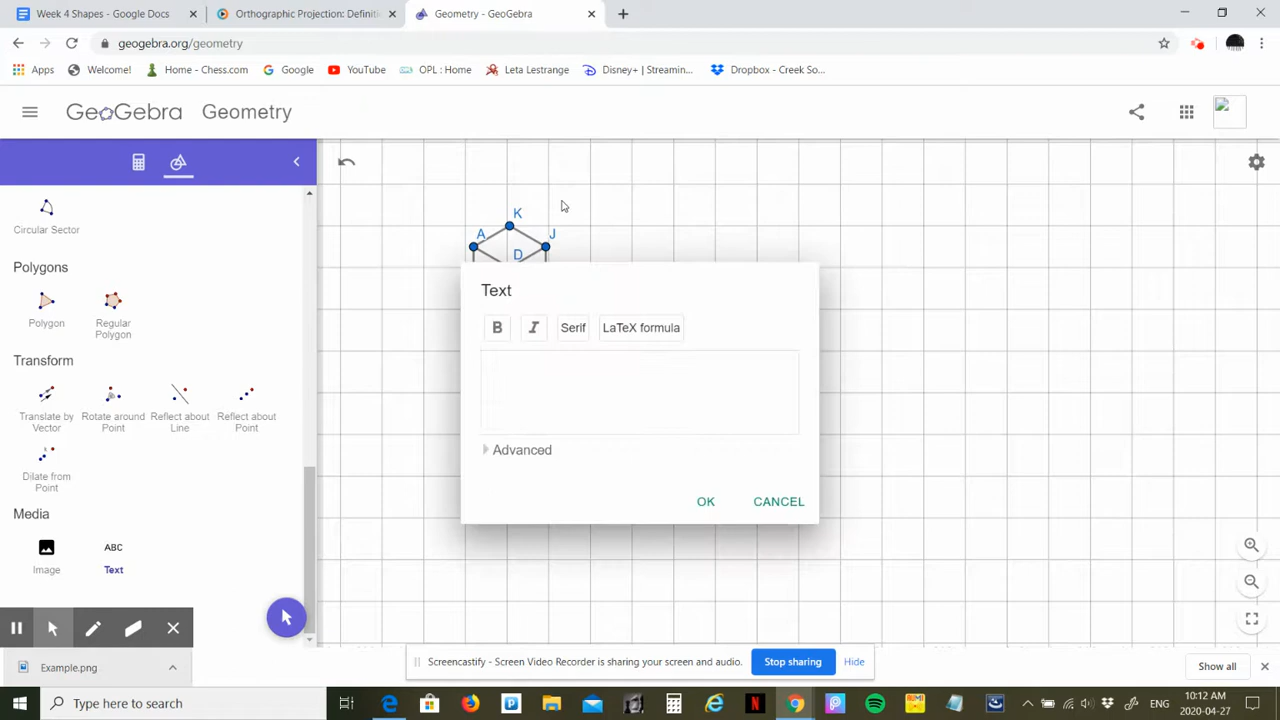 Week 4 Shapes - Google Docs
Orthographic Projection: Definiti
Geometry - GeoGebra
geogebra.org/geometry
Apps
Welcome!
Home - Chess.com
Google
YouTube
OPL : Home
Leta Lestrange
Disney+ | Streamin...
Dropbox - Creek So...
GeoGebra
Geometry
Circular Sector
K
A
J
D
Polygons
Polygon
Regular Polygon
Transform
Translate by Vector
Rotate around Point
Reflect about Line
Reflect about Point
Dilate from Point
Media
Image
ABC
Text
Text
B
I
Serif
LaTeX formula
Advanced
OK
CANCEL
Example.png
Screencastify - Screen Video Recorder is sharing your screen and audio.
Stop sharing
Hide
Show all
Type here to search
ENG
10:12 AM
2020-04-27